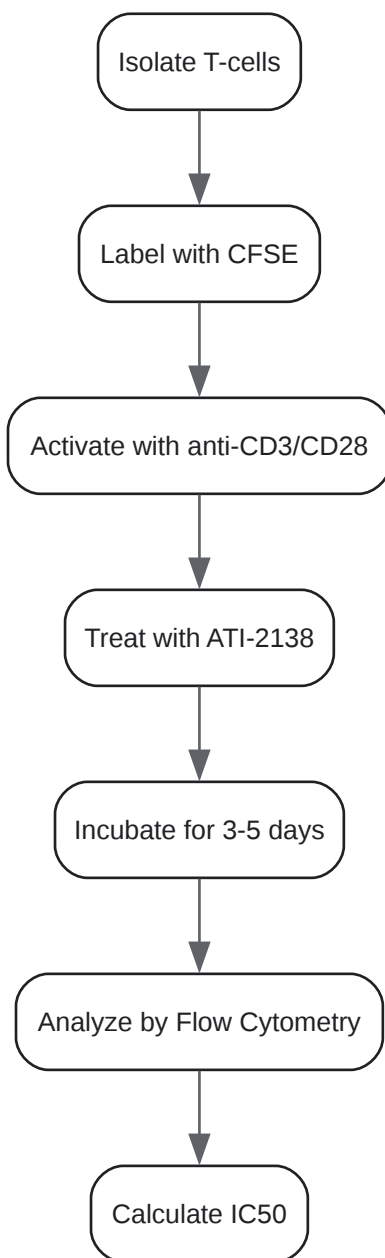 Isolate T-cells
Label with CFSE
Activate with anti-CD3/CD28
Treat with ATI-2138
Incubate for 3-5 days
Analyze by Flow Cytometry
Calculate IC50